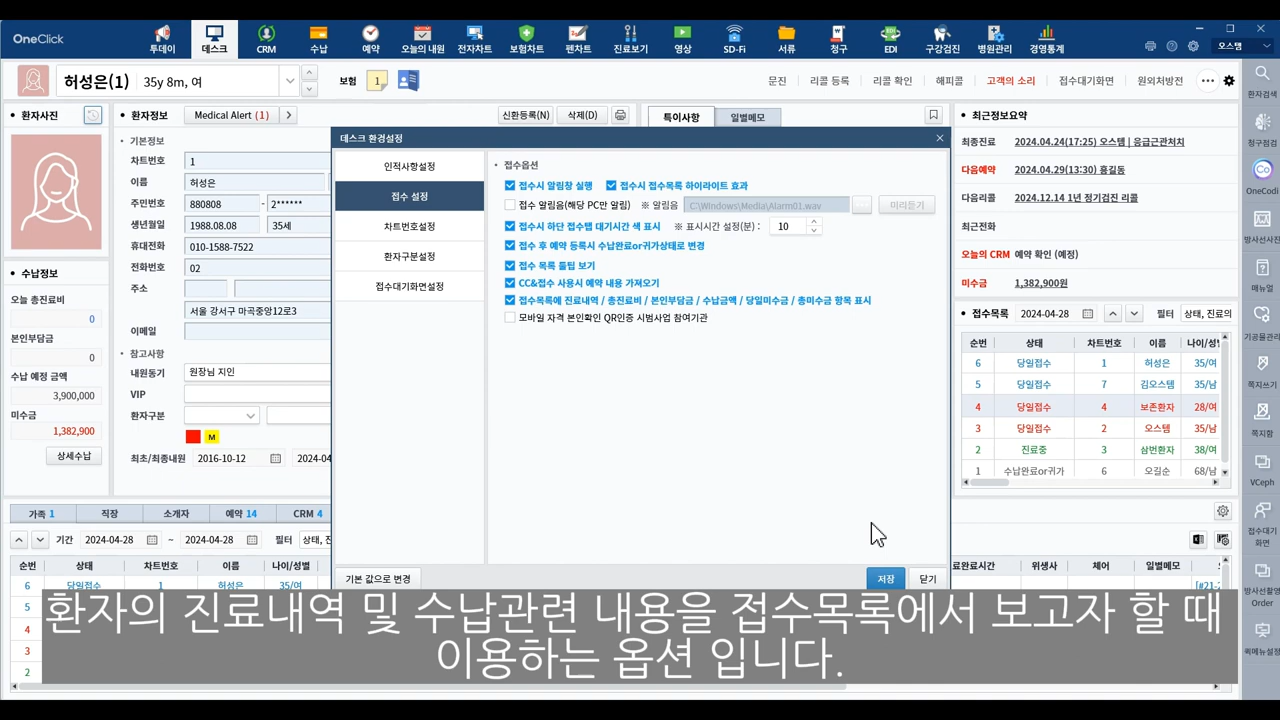 OneClick
투데이 데스크 CRM 수납 예약 오늘의 내원 전자차트 보험차트 펜차트 진료보기 영상 SD-Fi 서류 청구 EDI 구강검진 병원관리 경영통계
오스템
허성은(1) 35y 8m, 여
보험 1
문진 리콜 등록 리콜 확인 해피콜 고객의 소리 접수대기화면 원외처방전
환자검색
청구점검
OneCodi
방사선사진
매뉴얼
기공물관리
쪽지쓰기
쪽지함
VCeph
접수대기
화면
방사선촬영
Order
퀵메뉴설정
환자사진
환자정보 Medical Alert (1) 신환등록(N) 삭제(D)
특이사항 일별메모
기본정보
차트번호 1
이름 허성은
주민번호 880808 - 2******
생년월일 1988.08.08 35세
휴대전화 010-1588-7522
전화번호 02
주소
서울 강서구 마곡중앙12로3
이메일
참고사항
내원동기 원장님 지인
VIP
환자구분
M
최초/최종내원 2016-10-12 2024-04
수납정보
오늘 총진료비
0
본인부담금
0
수납 예정 금액
3,900,000
미수금
1,382,900
상세수납
데스크 환경설정
인적사항설정
접수 설정
차트번호설정
환자구분설정
접수대기화면설정
접수옵션
접수시 알림창 실행 접수시 접수목록 하이라이트 효과
접수 알림음(해당 PC만 알림) ※ 알림음 C:\Windows\Media\Alarm01.wav ... 미리듣기
접수시 하단 접수탭 대기시간 색 표시 ※ 표시시간 설정(분) : 10
접수 후 예약 등록시 수납완료or귀가상태로 변경
접수 목록 툴팁 보기
CC&접수 사용시 예약 내용 가져오기
접수목록에 진료내역 / 총진료비 / 본인부담금 / 수납금액 / 당일미수금 / 총미수금 항목 표시
모바일 자격 본인확인 QR인증 시범사업 참여기관
기본 값으로 변경 저장 닫기
최근정보요약
최종진료 2024.04.24(17:25) 오스템 | 응급근관처치
다음예약 2024.04.29(13:30) 홍길동
다음리콜 2024.12.14 1년 정기검진 리콜
최근전화
오늘의 CRM 예약 확인 (예정)
미수금 1,382,900원
접수목록 2024-04-28 필터 상태, 진료의
순번 상태 차트번호 이름 나이/성별
6 당일접수 1 허성은 35/여
5 당일접수 7 김오스템 35/남
4 당일접수 4 보존환자 28/여
3 당일접수 2 오스템 35/남
2 진료중 3 삼번환자 38/여
1 수납완료or귀가 6 오길순 68/남
가족 1 직장 소개자 예약 14 CRM 4
기간 2024-04-28 ~ 2024-04-28 필터 상태, 진
순번 상태 차트번호 이름 나이/성별 료완료시간 위생사 체어 일별메모
6 당일접수 1 허성은 35/여 [#21-2
5
4
3
2
환자의 진료내역 및 수납관련 내용을 접수목록에서 보고자 할 때
이용하는 옵션 입니다.